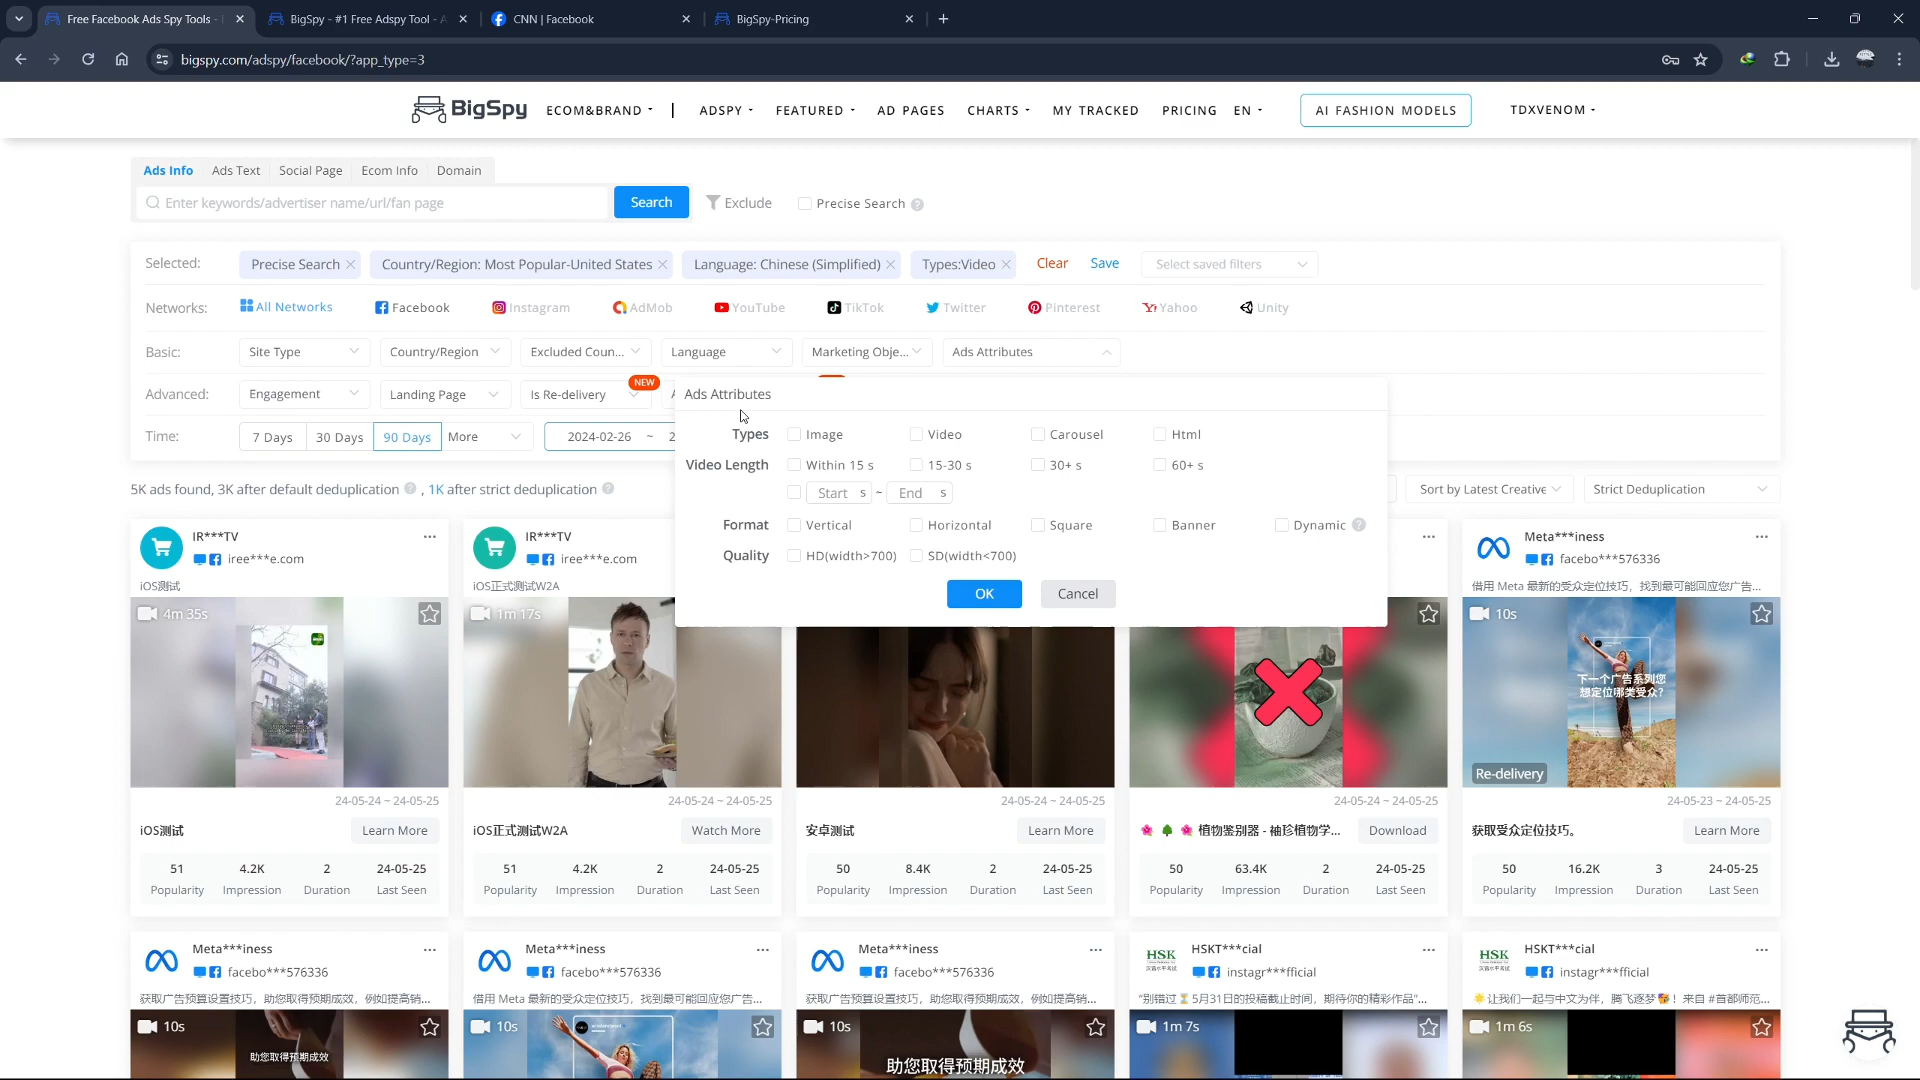 Free Facebook Ads Spy Tools -
BigSpy - #1 Free Adspy Tool - A
CNN | Facebook
BigSpy-Pricing
bigspy.com/adspy/facebook/?app_type=3
BigSpy
ECOM&BRAND
ADSPY
FEATURED
AD PAGES
CHARTS
MY TRACKED
PRICING
EN
AI FASHION MODELS
TDXVENOM
Ads Info Ads Text Social Page Ecom Info Domain
Enter keywords/advertiser name/url/fan page
Search
Exclude
Precise Search
Selected: Precise Search Country/Region: Most Popular-United States Language: Chinese (Simplified) Types:Video Clear Save Select saved filters
Networks: All Networks Facebook Instagram AdMob YouTube TikTok Twitter Pinterest Yahoo Unity
Basic: Site Type Country/Region Excluded Coun... Language Marketing Obje... Ads Attributes
NEW
Advanced: Engagement Landing Page Is Re-delivery
Time: 7 Days 30 Days 90 Days More 2024-02-26 ~ 2
Ads Attributes
Types Image Video Carousel Html
Video Length Within 15 s 15-30 s 30+ s 60+ s
Start s ~ End s
Format Vertical Horizontal Square Banner Dynamic
Quality HD(width>700) SD(width<700)
OK Cancel
5K ads found, 3K after default deduplication , 1K after strict deduplication
Sort by Latest Creative Strict Deduplication
IR***TV
iree***e.com
iOS测试
4m 35s
24-05-24 ~ 24-05-25
iOS测试 Learn More
51 4.2K 2 24-05-25
Popularity Impression Duration Last Seen
IR***TV
iree***e.com
iOS正式测试W2A
1m 17s
24-05-24 ~ 24-05-25
iOS正式测试W2A Watch More
51 4.2K 2 24-05-25
Popularity Impression Duration Last Seen
24-05-24 ~ 24-05-25
安卓测试 Learn More
50 8.4K 2 24-05-25
Popularity Impression Duration Last Seen
24-05-24 ~ 24-05-25
🌺 🌳 🌺 植物鉴别器 - 袖珍植物学... Download
50 63.4K 2 24-05-25
Popularity Impression Duration Last Seen
Meta***iness
facebo***576336
借用 Meta 最新的受众定位技巧，找到最可能回应您广告...
10s
下一个广告系列您
想定位哪类受众?
Re-delivery
24-05-23 ~ 24-05-25
获取受众定位技巧。 Learn More
50 16.2K 3 24-05-25
Popularity Impression Duration Last Seen
Meta***iness
facebo***576336
获取广告预算设置技巧，助您取得预期成效，例如提高销...
10s
助您取得预期成效
Meta***iness
facebo***576336
借用 Meta 最新的受众定位技巧，找到最可能回应您广告...
10s
Meta***iness
facebo***576336
获取广告预算设置技巧，助您取得预期成效，例如提高销...
10s
助您取得预期成效
HSK
HSKT***cial
instagr***fficial
"别错过⏳5月31日的投稿截止时间，期待你的精彩作品"...
1m 7s
HSK
HSKT***cial
instagr***fficial
🌟让我们一起与中文为伴，腾飞逐梦🎉！来自 #首都师范...
1m 6s